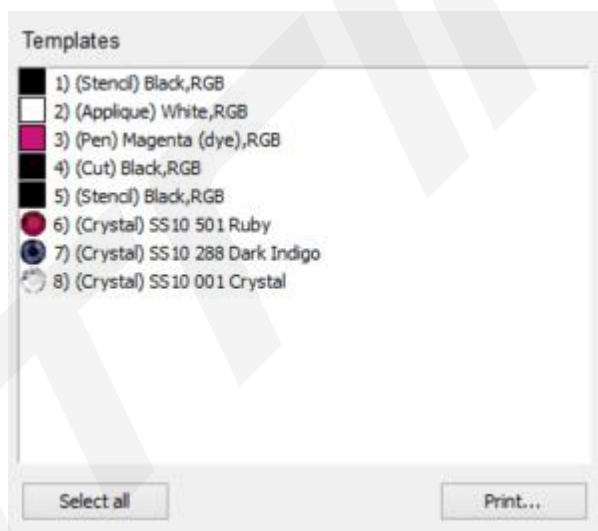 Templates
1) (Stencil) Black,RGB
2) (Applique) White,RGB
3) (Pen) Magenta (dye),RGB
4) (Cut) Black,RGB
5) (Stencil) Black,RGB
6) (Crystal) SS10 501 Ruby
7) (Crystal) SS10 288 Dark Indigo
8) (Crystal) SS10 001 Crystal
Select all
Print...